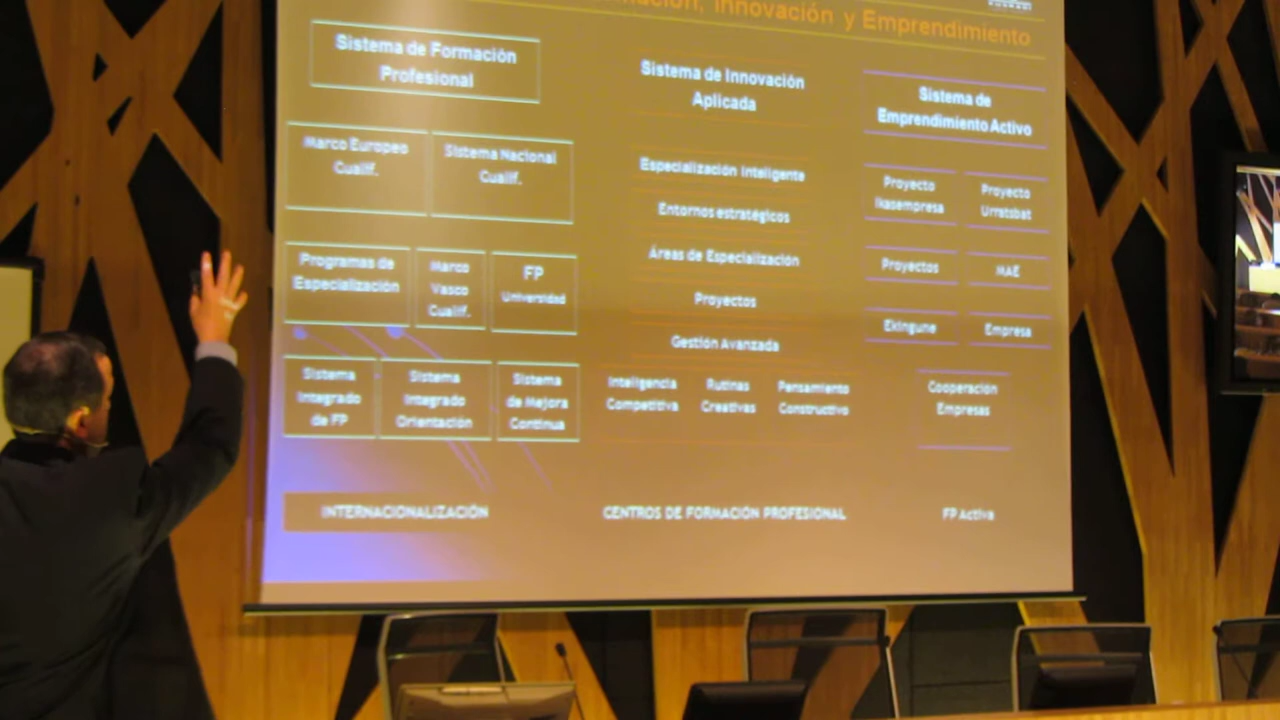 Innovación y Emprendimiento
Sistema de Formación
Profesional
Marco Europeo
Cualif.
Sistema Nacional
Cualif.
Programas de
Especialización
Marco
Vasco
Cualif.
FP
Universidad
Sistema
Integrado
de FP
Sistema
Integrado
Orientación
Sistema
de Mejora
Continua
INTERNACIONALIZACIÓN
Sistema de Innovación
Aplicada
Especialización Inteligente
Entornos estratégicos
Áreas de Especialización
Proyectos
Gestión Avanzada
Inteligencia
Competitiva
Rutinas
Creativas
Pensamiento
Constructivo
CENTROS DE FORMACIÓN PROFESIONAL
Sistema de
Emprendimiento Activo
Proyecto
Ikasempresa
Proyecto
Urratsbat
Proyectos
MAE
Ekingune
Empresa
Cooperación
Empresas
FP Activa